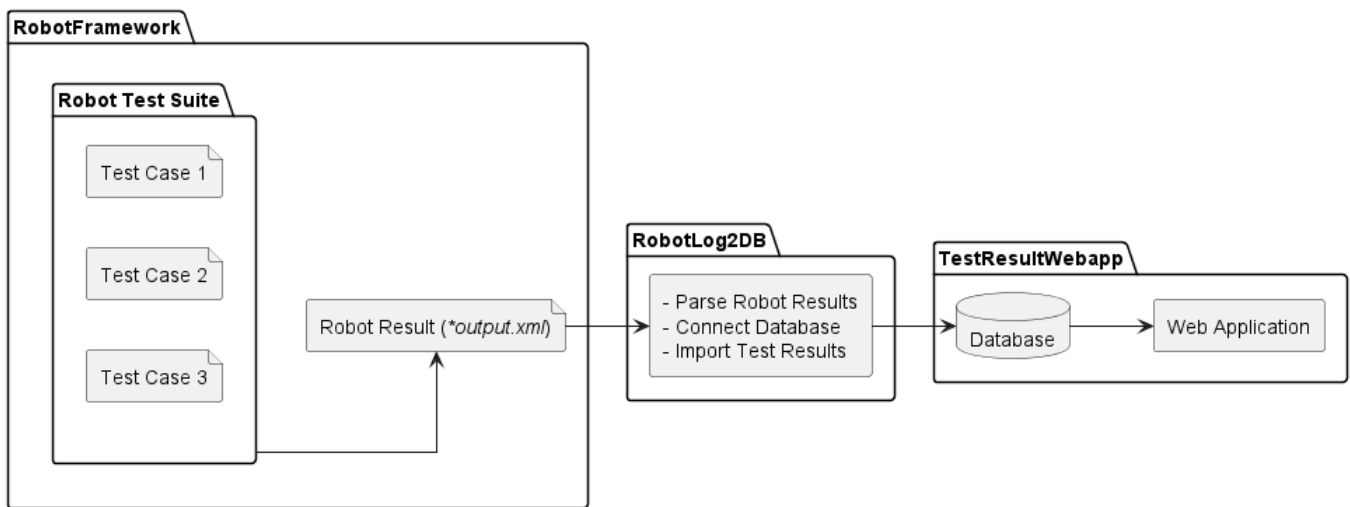 RobotFramework
Robot Test Suite
Test Case 1
Test Case 2
Test Case 3
Robot Result (*output.xml)
RobotLog2DB
- Parse Robot Results
- Connect Database
- Import Test Results
TestResultWebapp
Database
Web Application